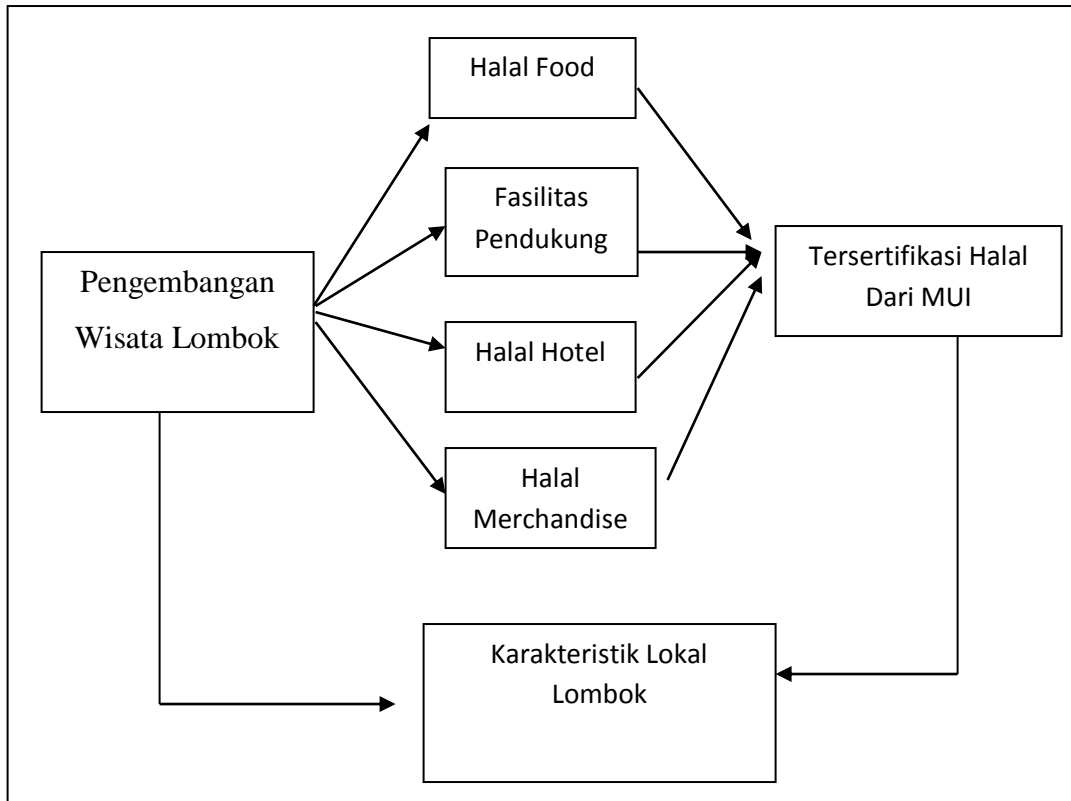 Halal Food
Fasilitas
Pendukung
Pengembangan
Wisata Lombok
Halal Hotel
Halal
Merchandise
Tersertifikasi Halal
Dari MUI
Karakteristik Lokal
Lombok